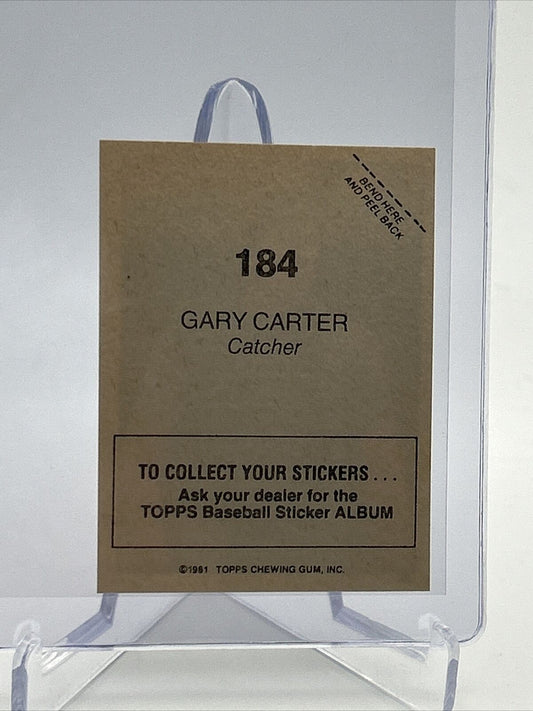 BEND HERE
AND PEEL BACK
184
GARY CARTER
Catcher
TO COLLECT YOUR STICKERS . . .
Ask your dealer for the
TOPPS Baseball Sticker ALBUM
©1981 TOPPS CHEWING GUM, INC.